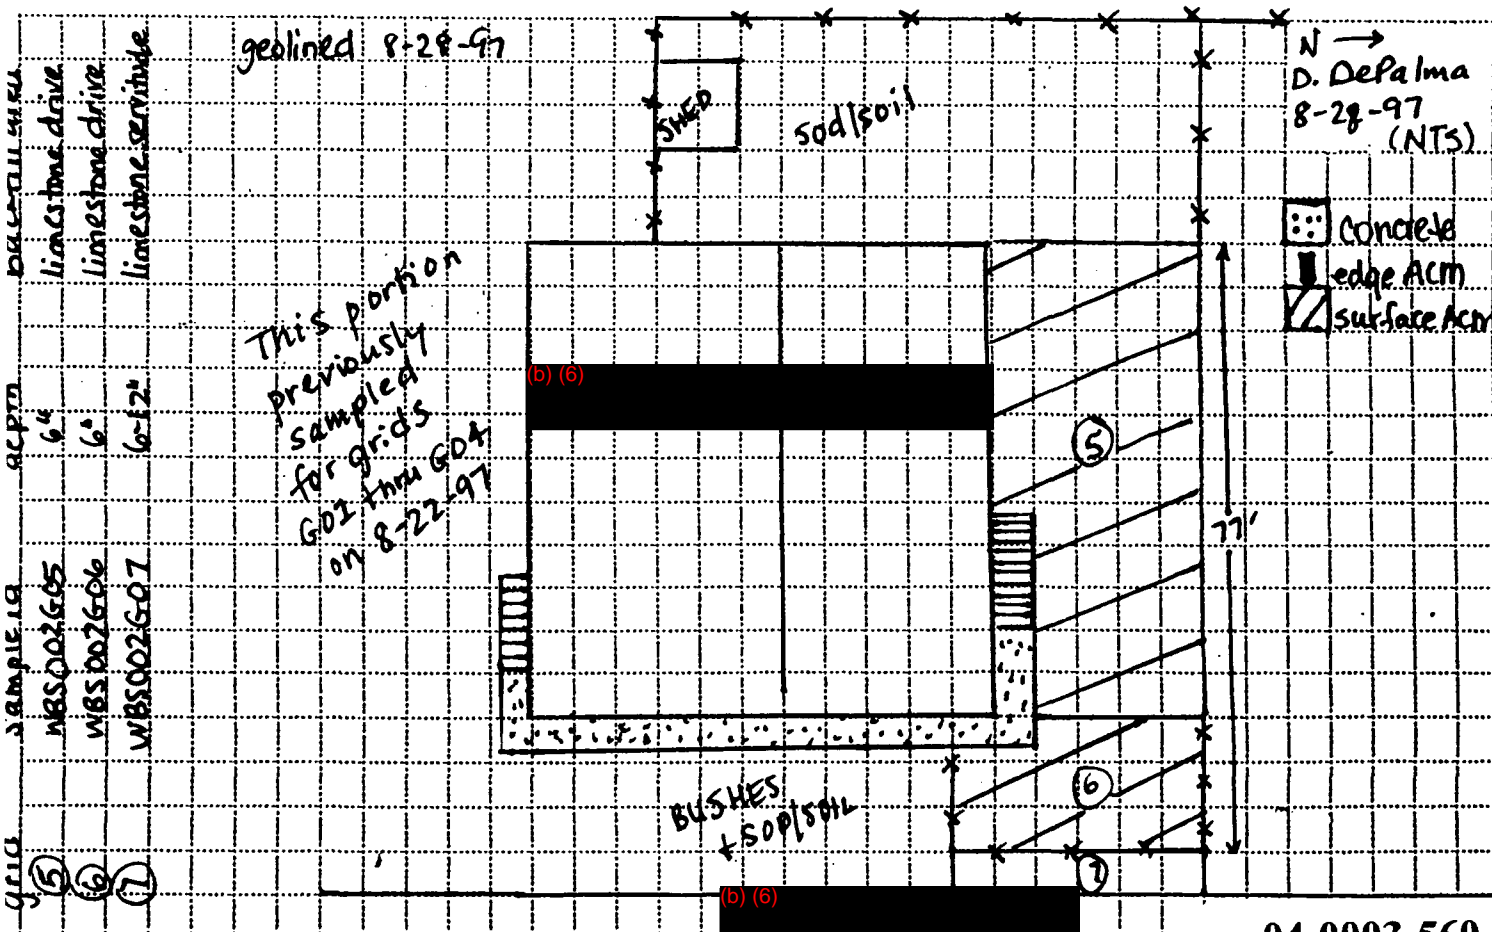 geolined 8-28-97
N →
D. DePalma
8-28-97
(NTS)
SHED
sod/soil
concrete
edge ACM
surface ACM
This portion
previously
sampled
for grids
G01 thru G04
on 8-22-97
(b) (6)
5
77'
6
BUSHES
+ SOD/SOIL
7
(b) (6)
grid sample id depth
5 WBS002G05 6" limestone drive
6 WBS002G06 6" limestone drive
7 WBS002G07 6-12" limestone servitude